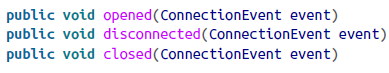 public void opened(ConnectionEvent event)
public void disconnected(ConnectionEvent event)
public void closed(ConnectionEvent event)